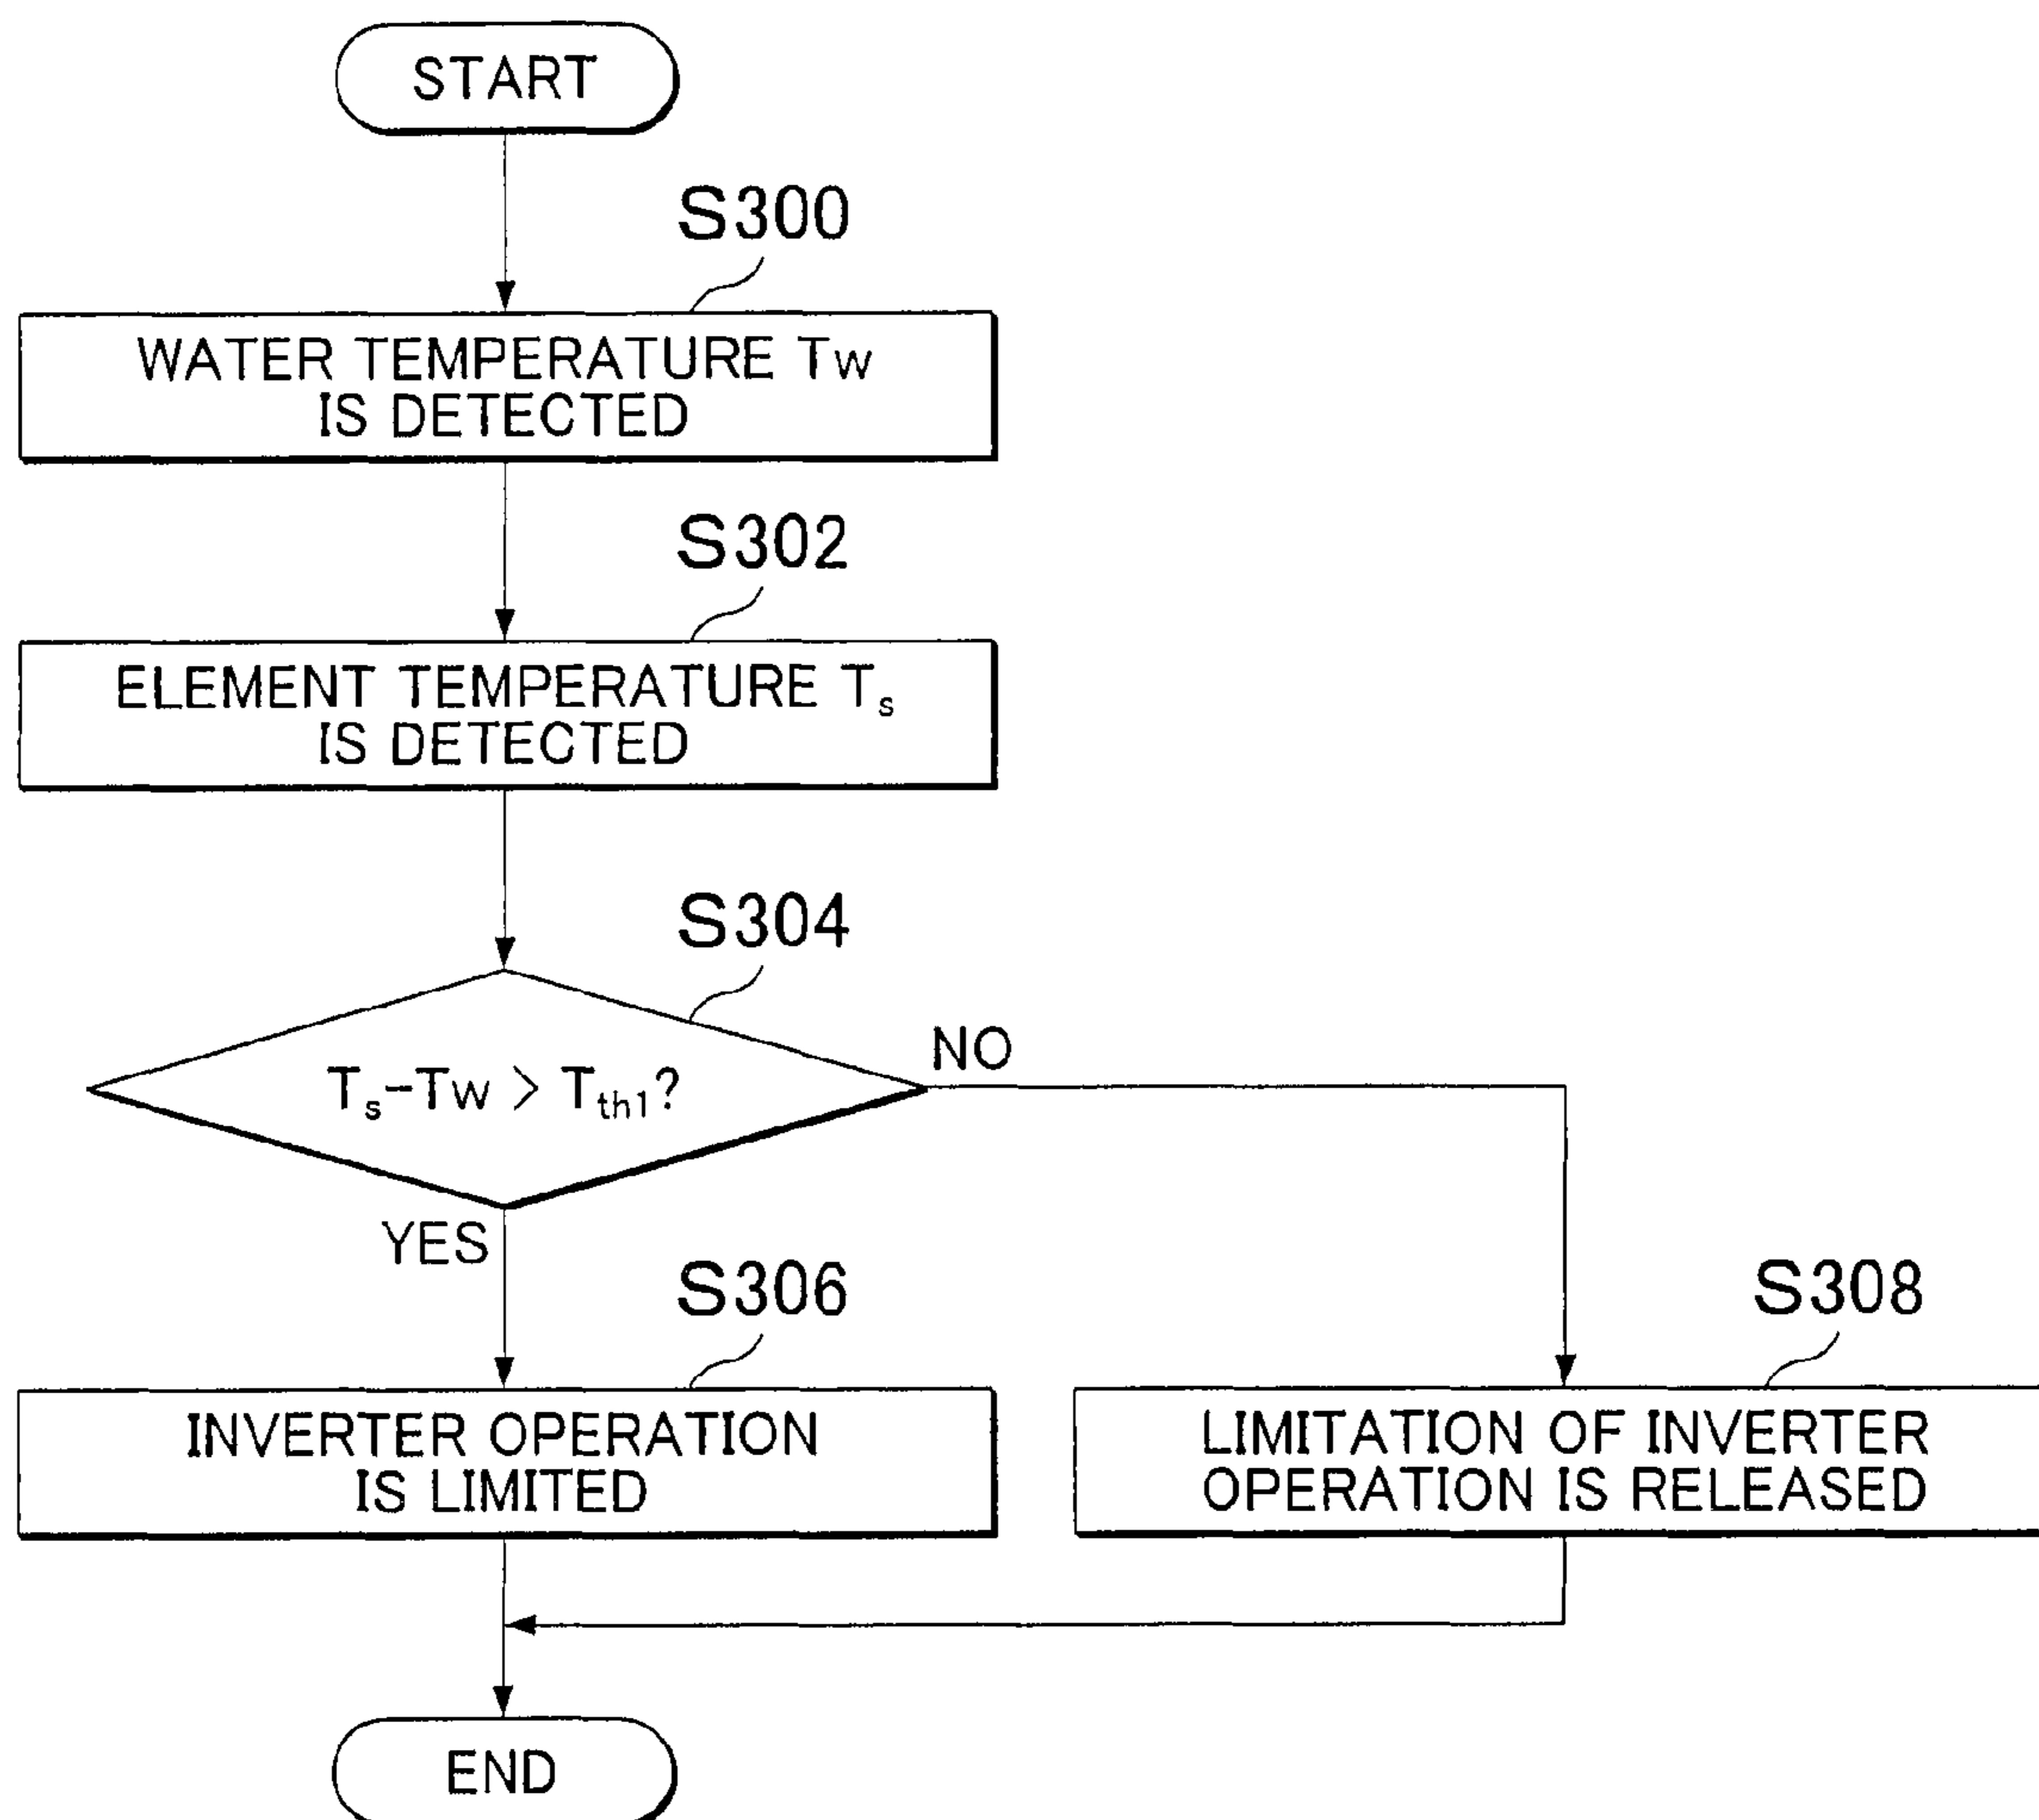 START
S300
WATER TEMPERATURE Tw
IS DETECTED
S302
ELEMENT TEMPERATURE Ts
IS DETECTED
S304
Ts-Tw > Tth1?
NO
YES
S306
INVERTER OPERATION
IS LIMITED
S308
LIMITATION OF INVERTER
OPERATION IS RELEASED
END